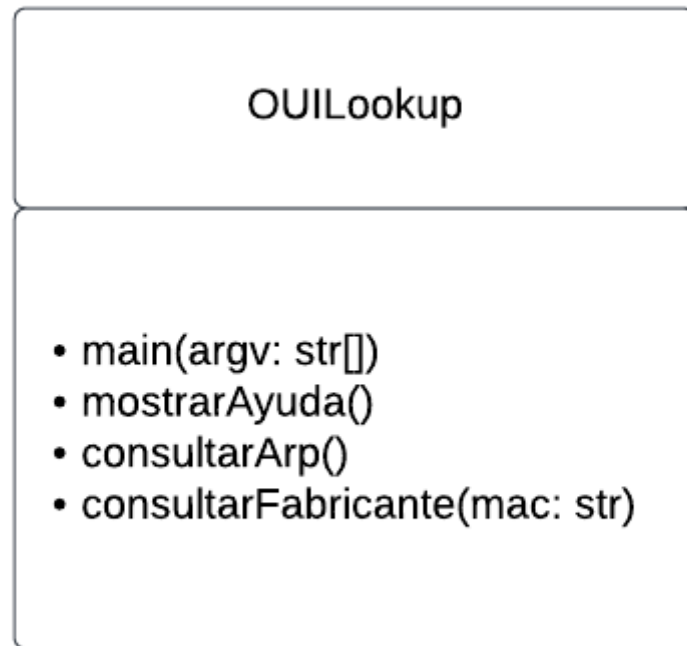 OUILookup
• main(argv: str[])
• mostrarAyuda()
• consultarArp()
• consultarFabricante(mac: str)